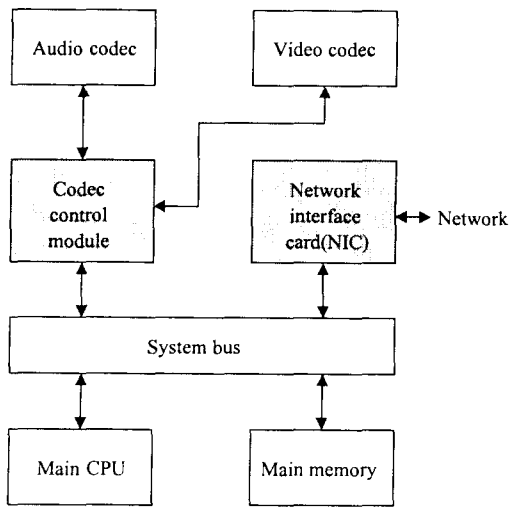 Audio codec
Video codec
Codec
control
module
Network
interface
card(NIC)
Network
System bus
Main CPU
Main memory